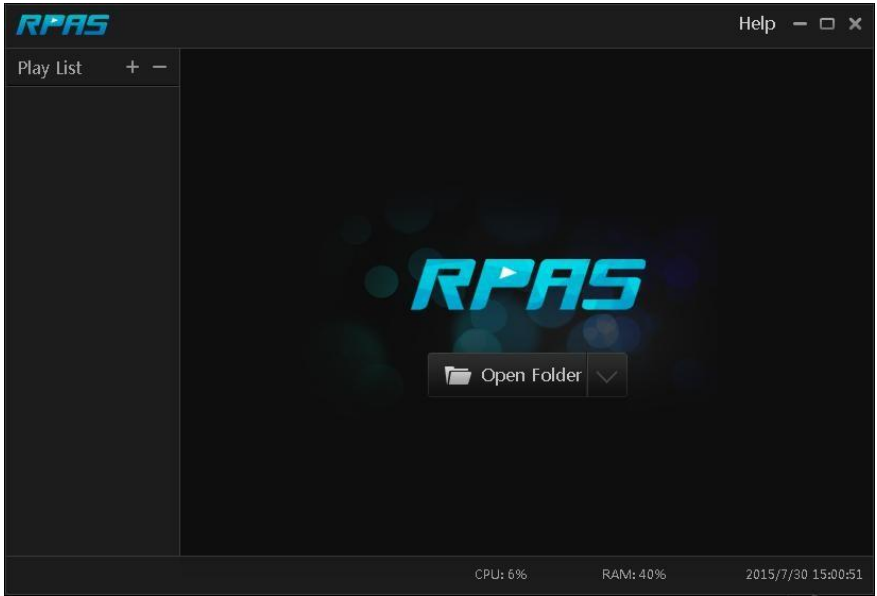 RPAS
Help
Play List + −
RPAS
Open Folder
CPU: 6% RAM: 40% 2015/7/30 15:00:51